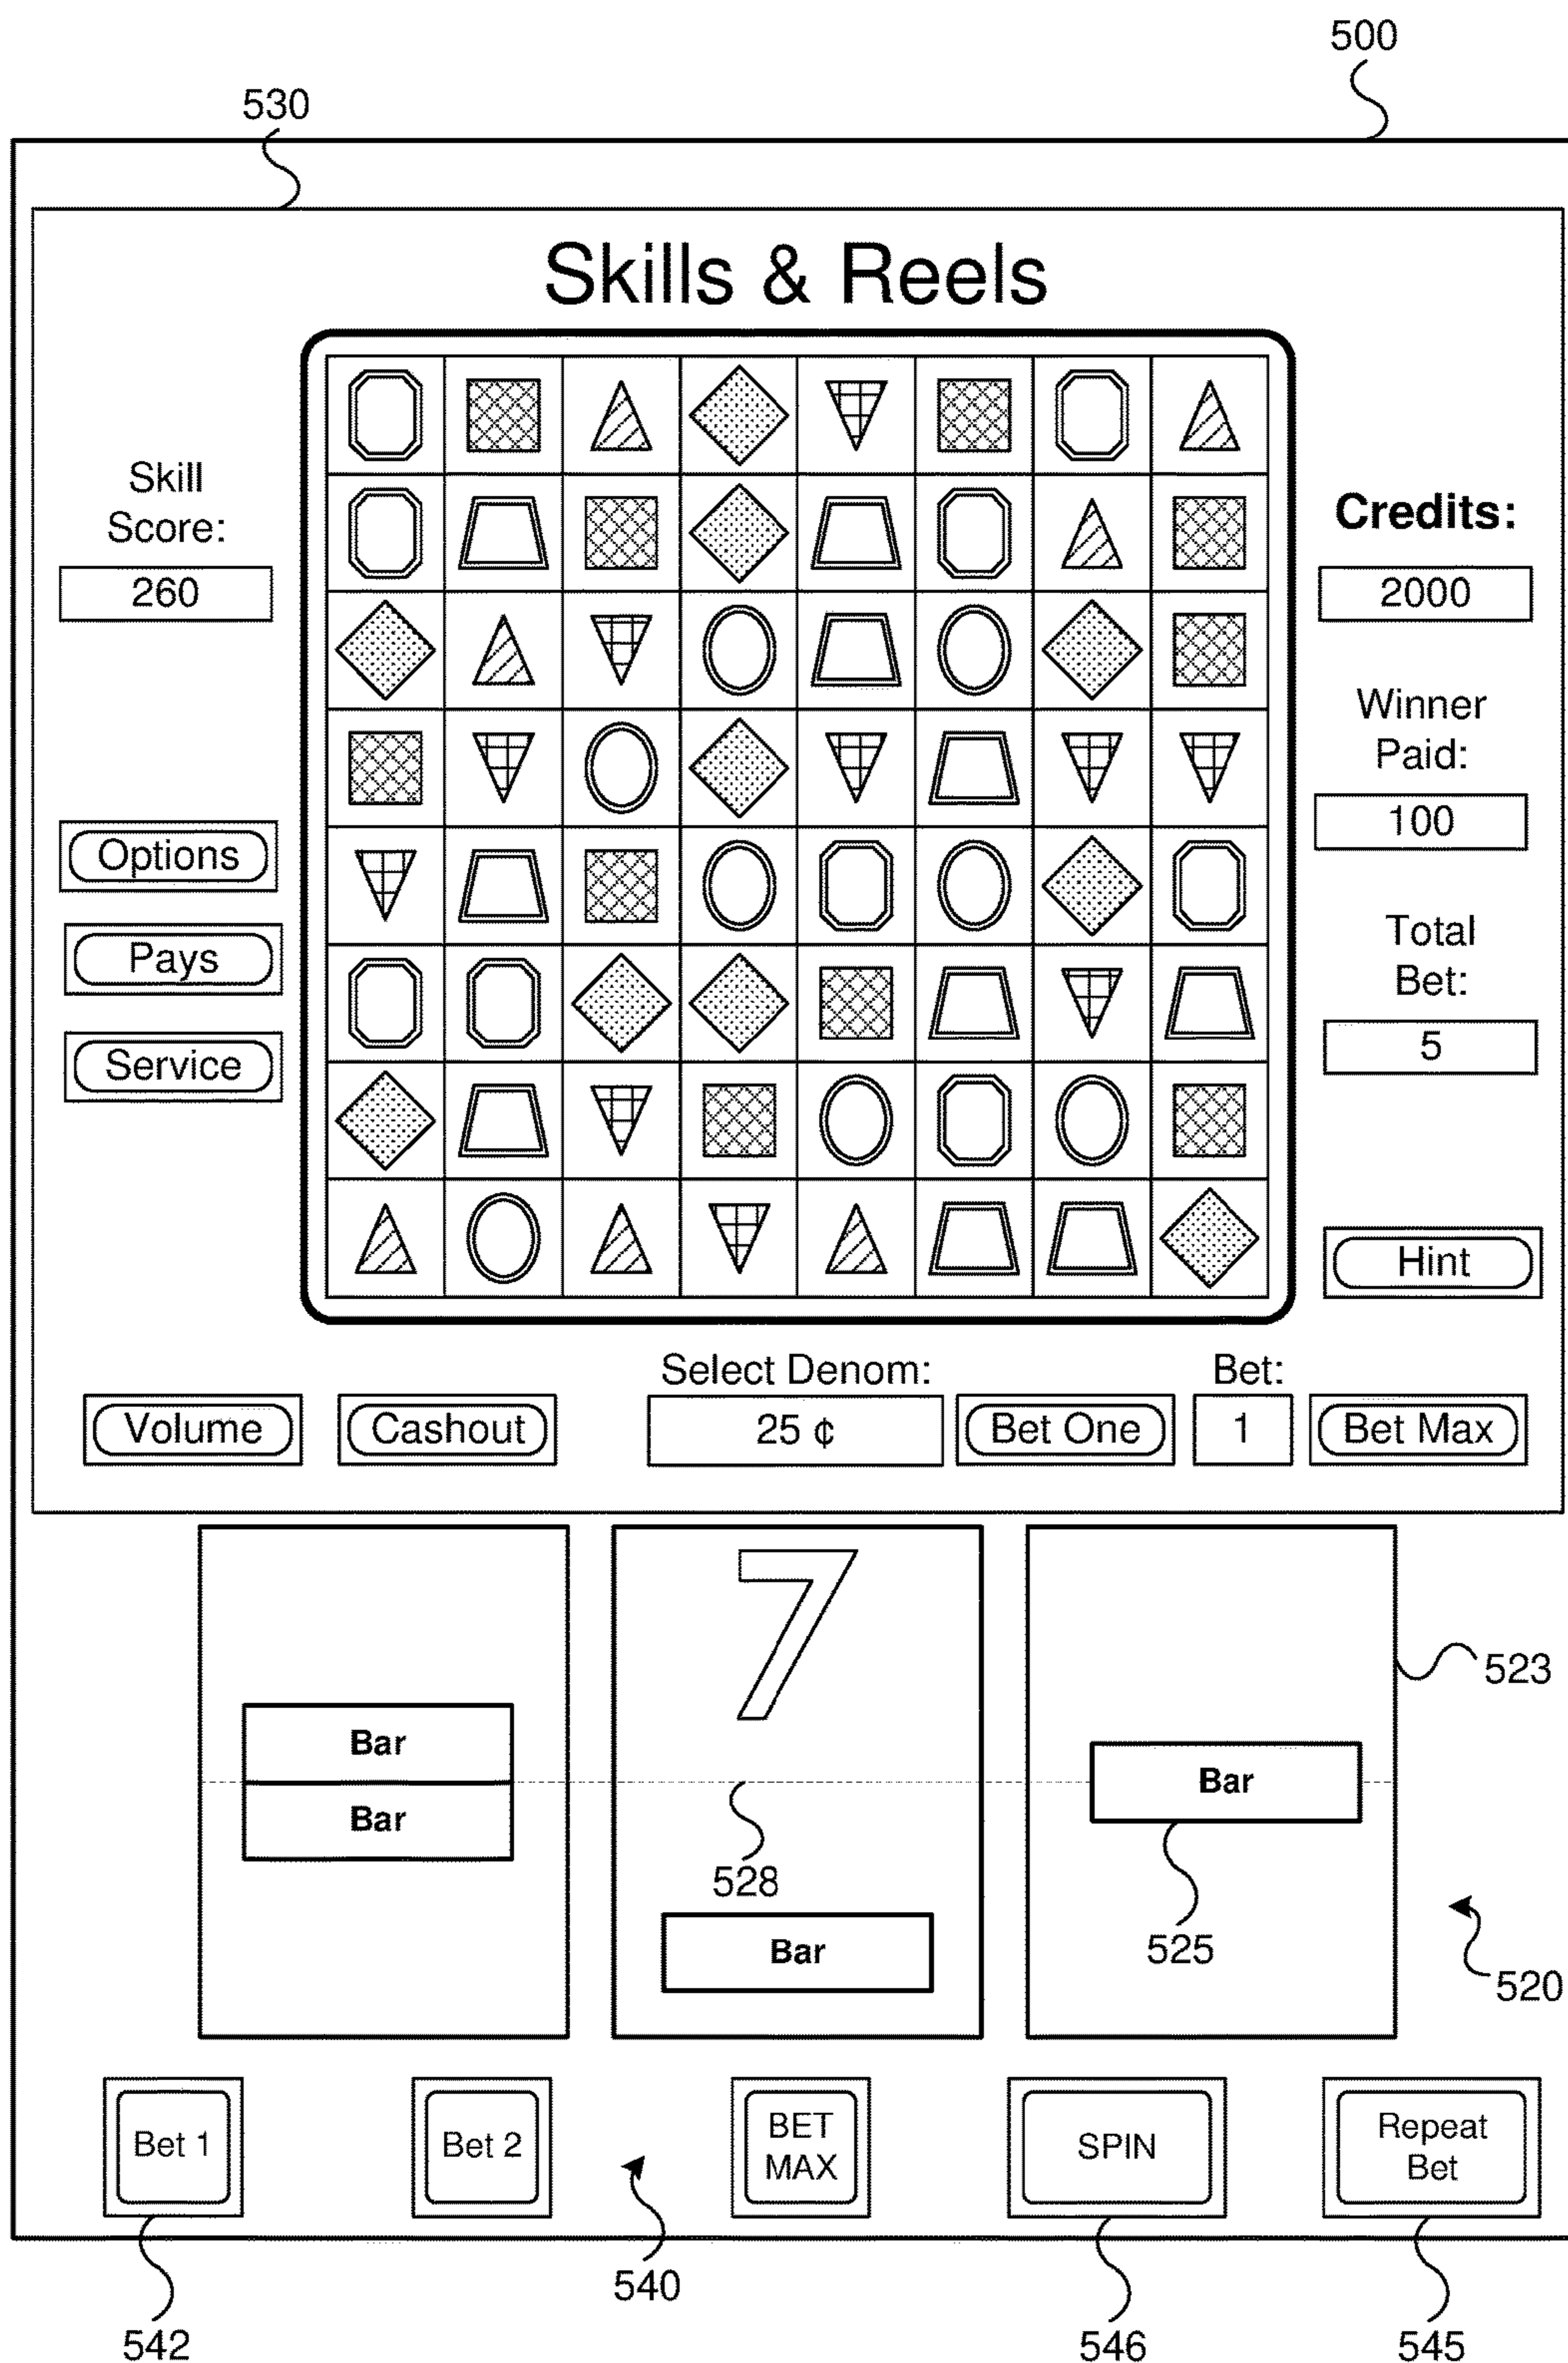 500
530
Skills & Reels
Skill
Score:
260
Credits:
2000
Winner
Paid:
100
Options
Pays
Service
Total
Bet:
5
Hint
Select Denom:
Bet:
Volume
Cashout
25 ¢
Bet One
1
Bet Max
7
523
Bar
Bar
Bar
528
Bar
525
520
Bet 1
Bet 2
BET
MAX
SPIN
Repeat
Bet
540
542
546
545